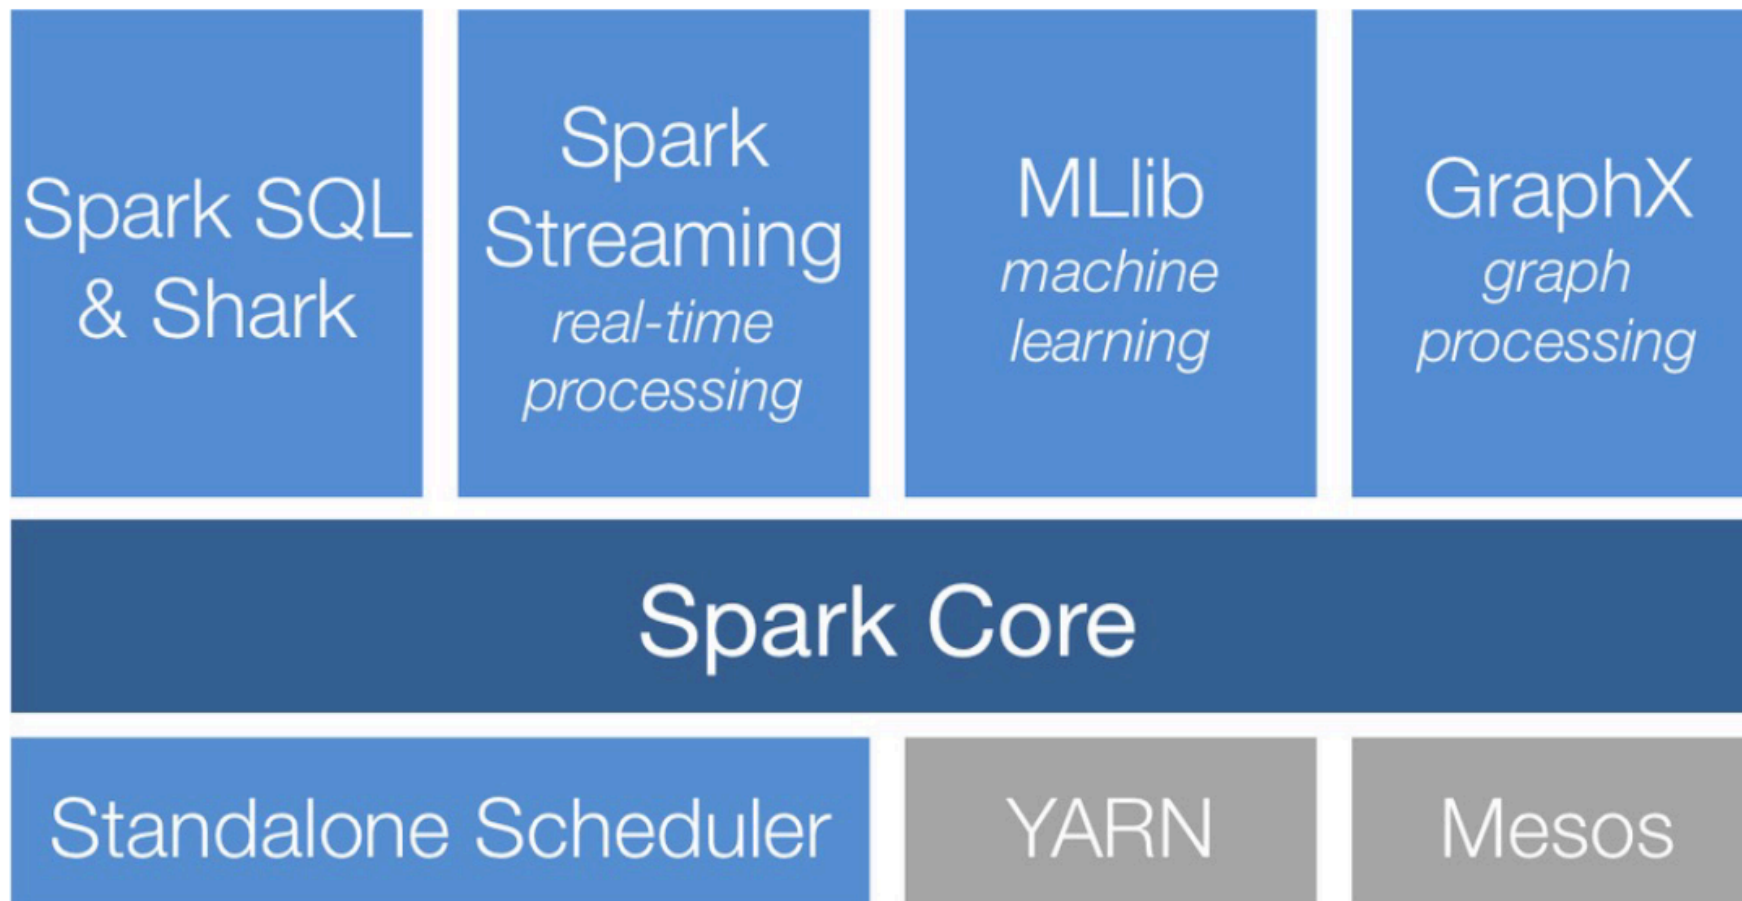 Spark SQL
& Shark
Spark
Streaming
real-time
processing
MLlib
machine
learning
GraphX
graph
processing
Spark Core
Standalone Scheduler
YARN
Mesos